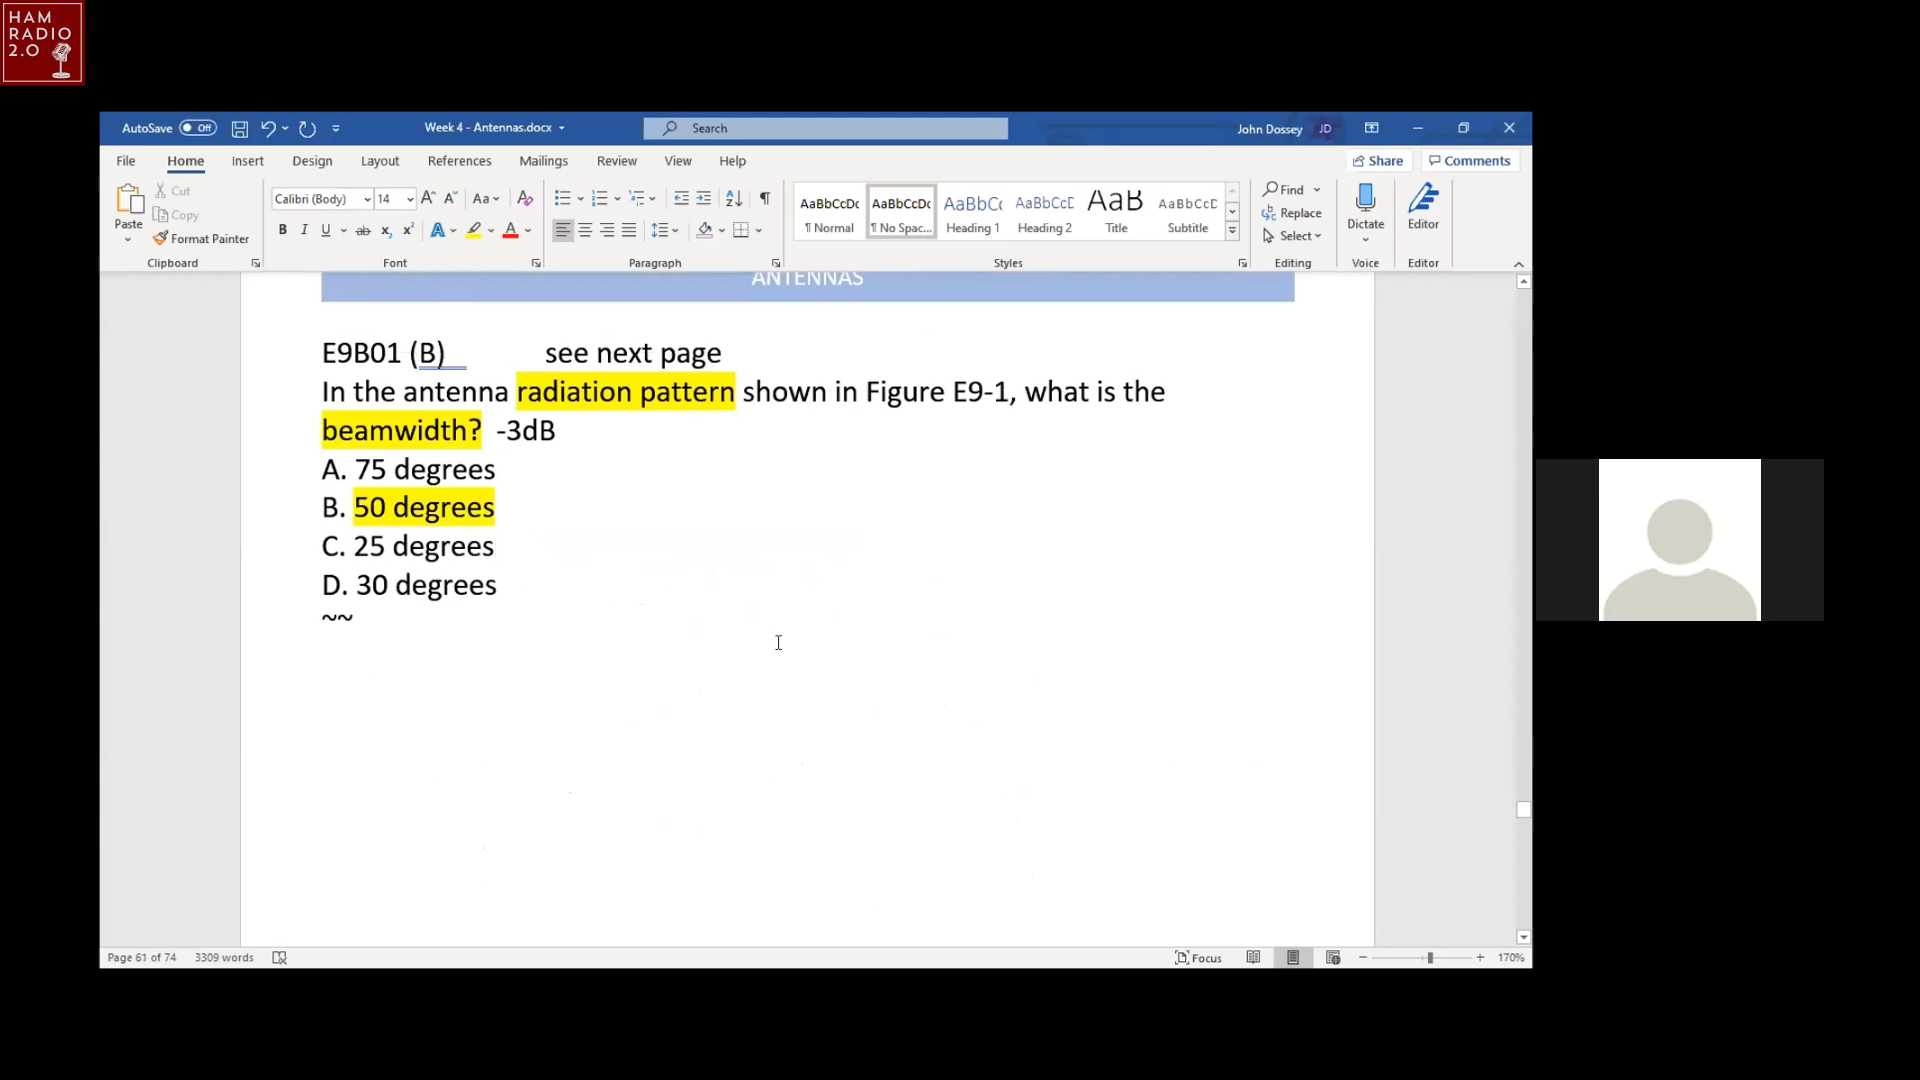 HAM
RADIO
2.0
AutoSave Off Week 4 - Antennas.docx Search John Dossey JD
File Home Insert Design Layout References Mailings Review View Help Share Comments
Paste Cut Copy Format Painter
Clipboard
Calibri (Body) 14 A A Aa
B I U ab x₂ x² A A
Font
Paragraph
AaBbCcDc AaBbCcDc AaBbCc AaBbCcD AaB AaBbCcD
¶ Normal ¶ No Spac... Heading 1 Heading 2 Title Subtitle
Styles
Find
Replace
Select
Editing
Dictate
Voice
Editor
Editor
ANTENNAS
E9B01 (B) see next page
In the antenna radiation pattern shown in Figure E9-1, what is the
beamwidth? -3dB
A. 75 degrees
B. 50 degrees
C. 25 degrees
D. 30 degrees
~~
Page 61 of 74 3309 words Focus 170%